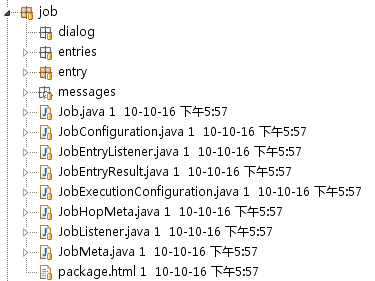 job
dialog
entries
entry
messages
Job.java 1 10-10-16 下午5:57
JobConfiguration.java 1 10-10-16 下午5:57
JobEntryListener.java 1 10-10-16 下午5:57
JobEntryResult.java 1 10-10-16 下午5:57
JobExecutionConfiguration.java 1 10-10-16 下午5:57
JobHopMeta.java 1 10-10-16 下午5:57
JobListener.java 1 10-10-16 下午5:57
JobMeta.java 1 10-10-16 下午5:57
package.html 1 10-10-16 下午5:57